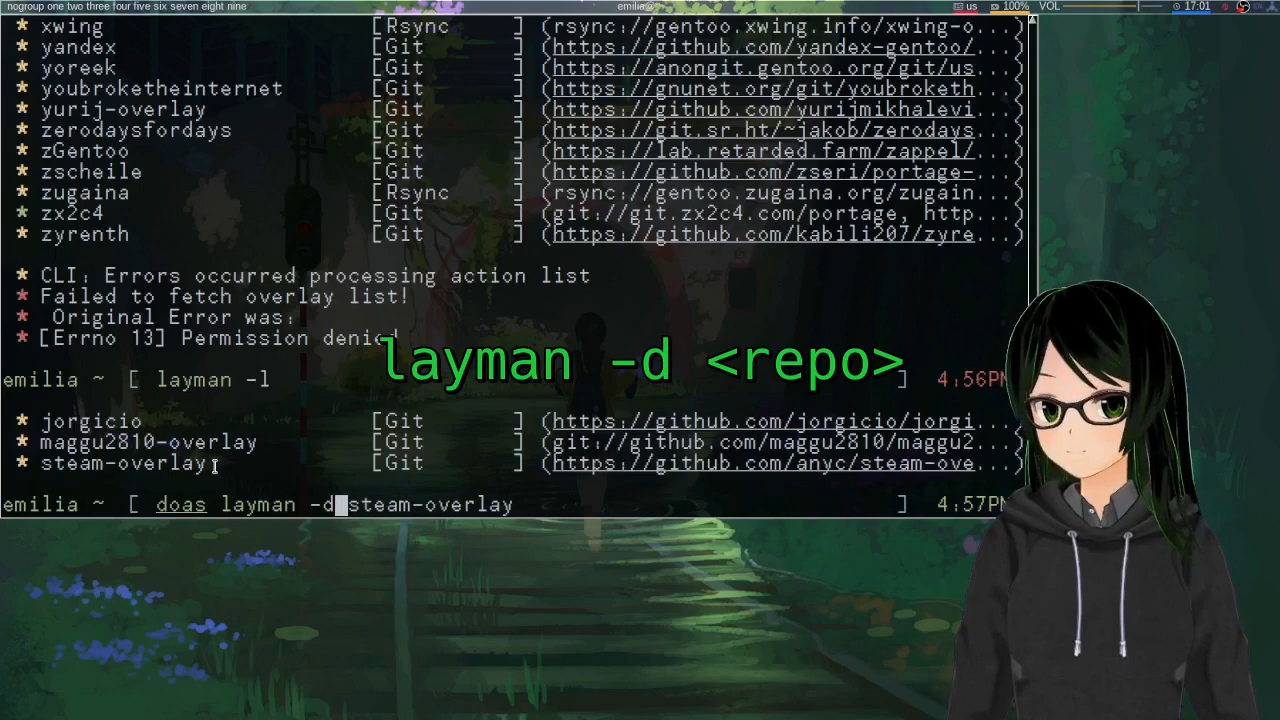 nogroup one two three four five six seven eight nine emilia@ us 100% VOL 17:01 EN
* xwing [Rsync ] (rsync://gentoo.xwing.info/xwing-o...)
* yandex [Git ] (https://github.com/yandex-gentoo/...)
* yoreek [Git ] (https://anongit.gentoo.org/git/us...)
* youbroketheinternet [Git ] (https://gnunet.org/git/youbroketh...)
* yurij-overlay [Git ] (https://github.com/yurijmikhalevi...)
* zerodaysfordays [Git ] (https://git.sr.ht/~jakob/zerodays...)
* zGentoo [Git ] (https://lab.retarded.farm/zappel/...)
* zscheile [Git ] (https://github.com/zseri/portage-...)
* zugaina [Rsync ] (rsync://gentoo.zugaina.org/zugain...)
* zx2c4 [Git ] (git://git.zx2c4.com/portage, http...)
* zyrenth [Git ] (https://github.com/kabili207/zyre...)
* CLI: Errors occurred processing action list
* Failed to fetch overlay list!
* Original Error was:
* [Errno 13] Permission denied
layman -d <repo>
emilia ~ [ layman -l ] 4:56PM
* jorgicio [Git ] (https://github.com/jorgicio/jorgi...)
* maggu2810-overlay [Git ] (git://github.com/maggu2810/maggu2...)
* steam-overlay [Git ] (https://github.com/anyc/steam-ove...)
emilia ~ [ doas layman -d steam-overlay ] 4:57PM